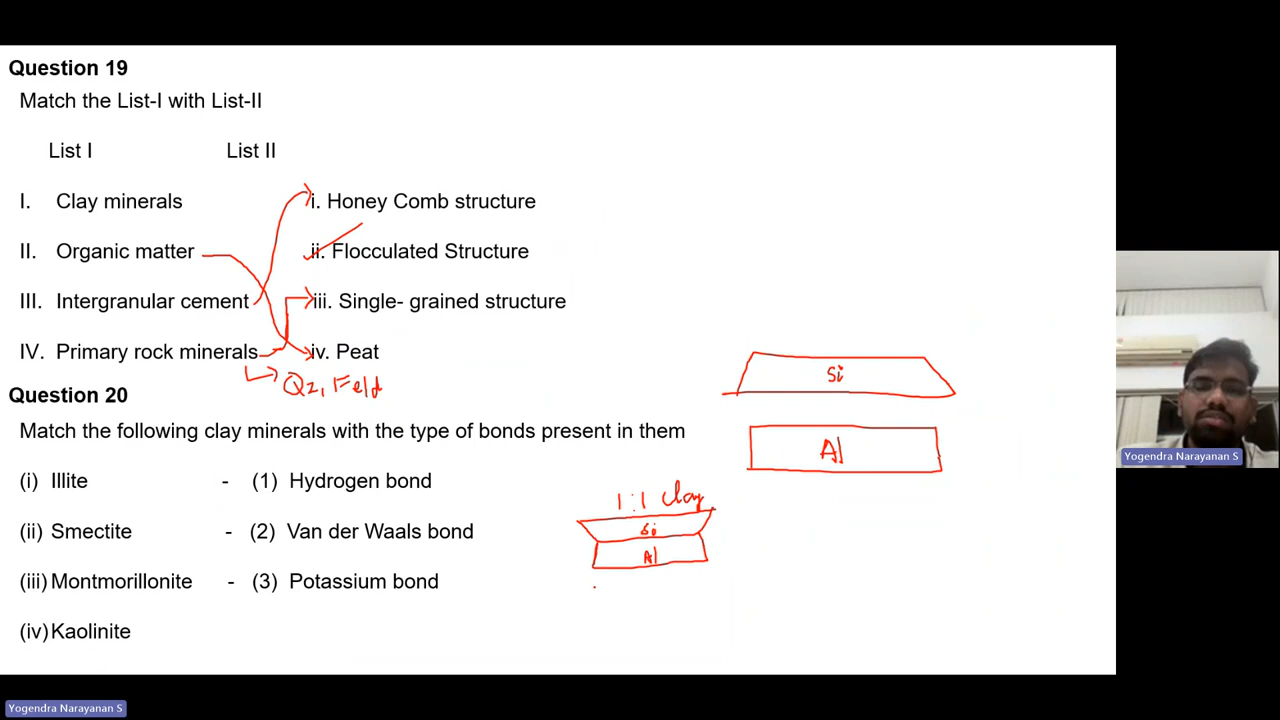 Question 19
Match the List-I with List-II
List I List II
I. Clay minerals i. Honey Comb structure
II. Organic matter ii. Flocculated Structure
III. Intergranular cement iii. Single- grained structure
IV. Primary rock minerals iv. Peat
Qz, Feld
Question 20
Match the following clay minerals with the type of bonds present in them
(i) Illite - (1) Hydrogen bond
(ii) Smectite - (2) Van der Waals bond
(iii) Montmorillonite - (3) Potassium bond
(iv) Kaolinite
Si
Al
1:1 clay
Si
Al
Yogendra Narayanan S
Yogendra Narayanan S